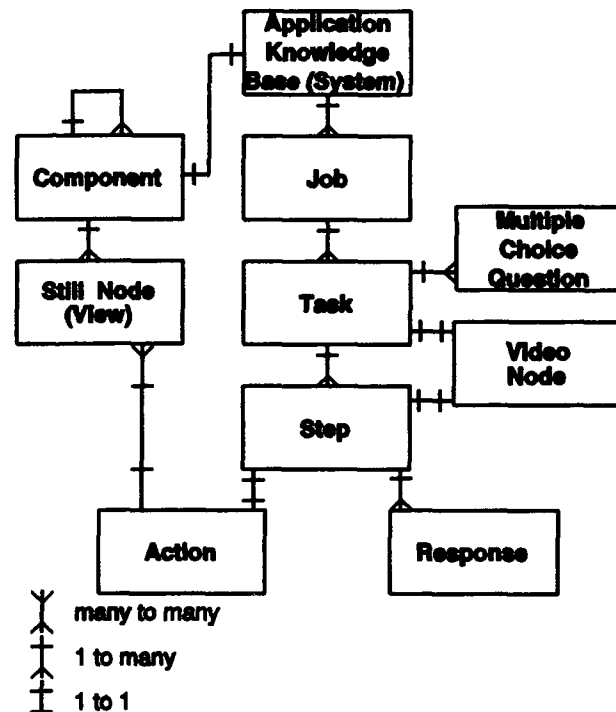 Application
Knowledge
Base (System)
Component
Job
Multiple
Choice
Question
Still Node
(View)
Task
Video
Node
Step
Action
Response
many to many
1 to many
1 to 1